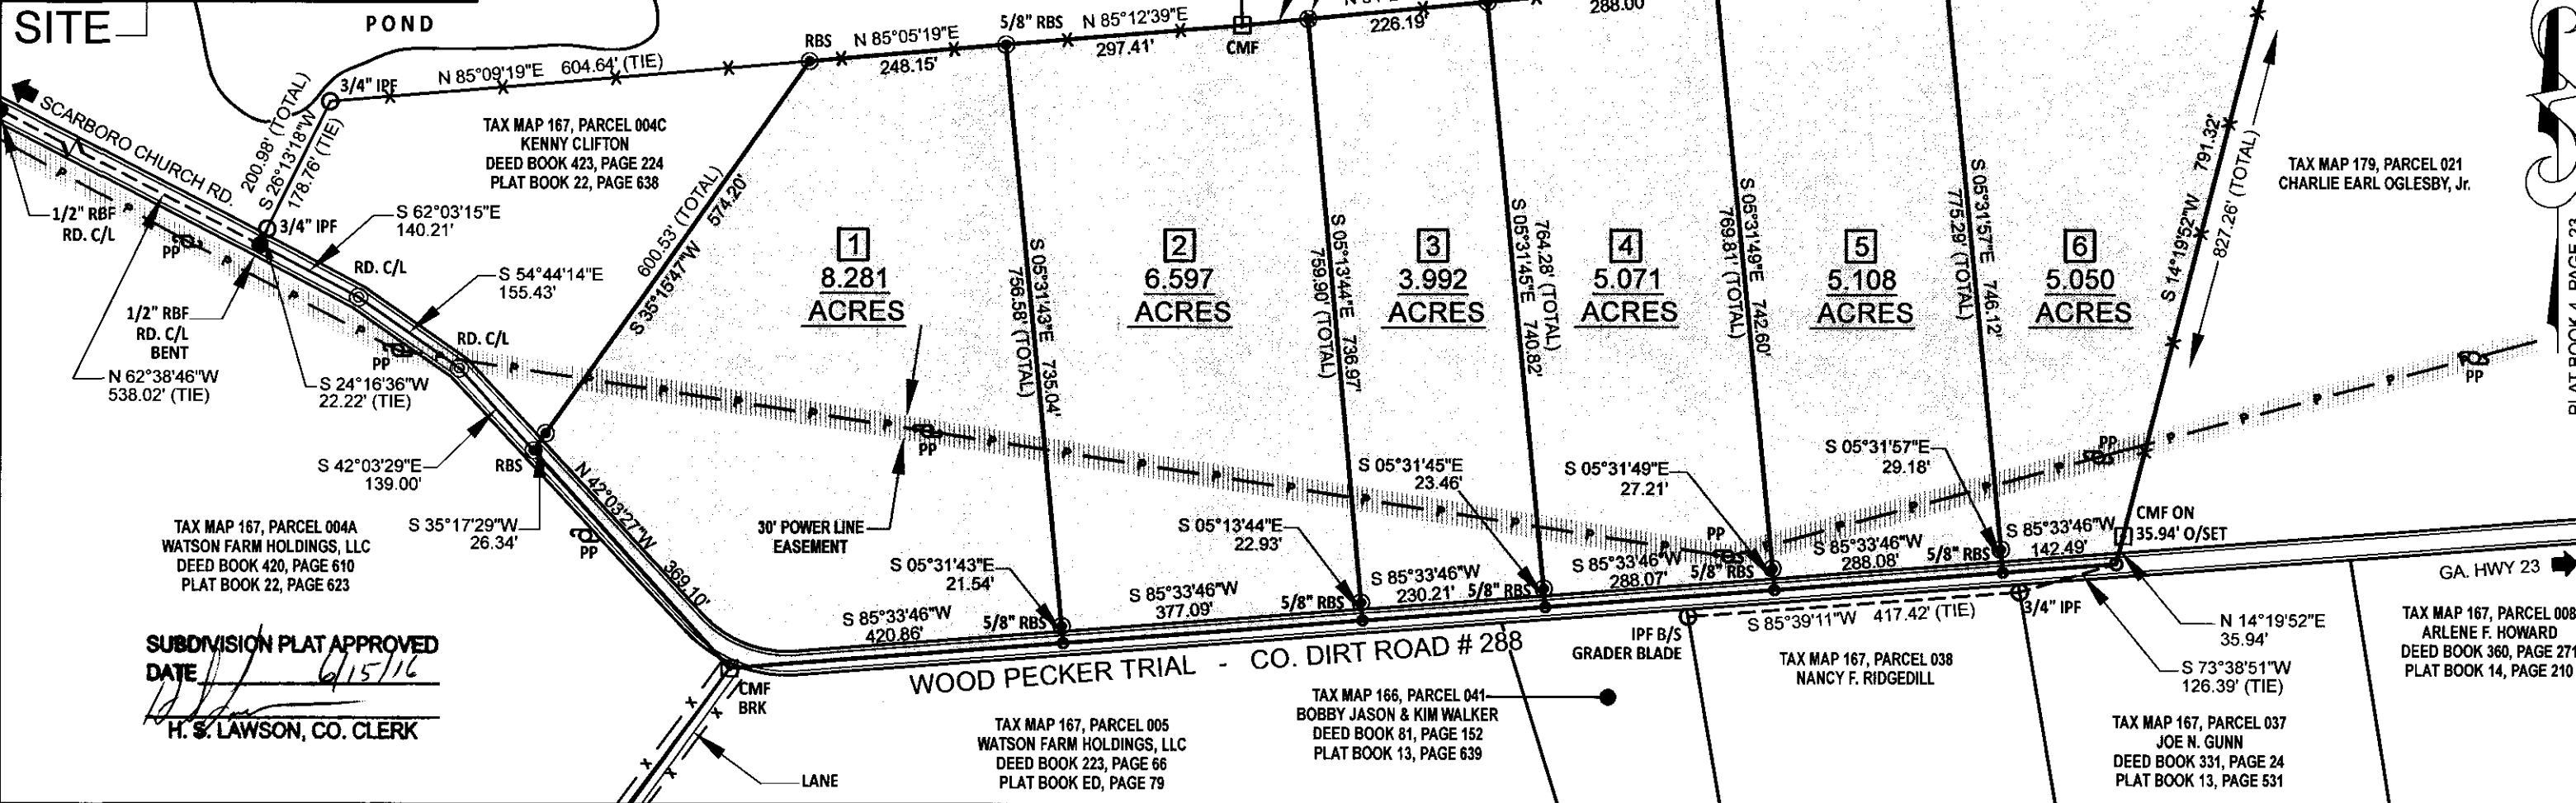 SITE
POND
SCARBORO CHURCH RD.
200.98' (TOTAL)
S 26°13'18"W
178.76' (TIE)
3/4" IPF
N 85°09'19"E 604.64' (TIE)
RBS
N 85°05'19"E
248.15'
5/8" RBS
N 85°12'39"E
297.41'
CMF
226.19'
288.00'
TAX MAP 167, PARCEL 004C
KENNY CLIFTON
DEED BOOK 423, PAGE 224
PLAT BOOK 22, PAGE 638
1/2" RBF
RD. C/L
PP
3/4" IPF
S 62°03'15"E
140.21'
RD. C/L
S 54°44'14"E
155.43'
RD. C/L
1/2" RBF
RD. C/L
BENT
PP
N 62°38'46"W
538.02' (TIE)
S 24°16'36"W
22.22' (TIE)
600.53' (TOTAL)
S 35°15'47"W 574.20'
1
8.281
ACRES
756.58' (TOTAL)
S 05°31'43"E 735.04'
2
6.597
ACRES
759.90' (TOTAL)
S 05°13'44"E 736.97'
3
3.992
ACRES
764.28' (TOTAL)
S 05°31'45"E 740.82'
4
5.071
ACRES
769.81' (TOTAL)
S 05°31'49"E 742.60'
5
5.108
ACRES
775.29' (TOTAL)
S 05°31'57"E 746.12'
6
5.050
ACRES
S 14°19'52"W 791.32'
827.26' (TOTAL)
TAX MAP 179, PARCEL 021
CHARLIE EARL OGLESBY, Jr.
PLAT BOOK 4, PAGE 23
PP
PP
S 42°03'29"E
139.00'
RBS
S 35°17'29"W
26.34'
N 42°03'27"W 369.10'
PP
PP
30' POWER LINE
EASEMENT
TAX MAP 167, PARCEL 004A
WATSON FARM HOLDINGS, LLC
DEED BOOK 420, PAGE 610
PLAT BOOK 22, PAGE 623
S 05°31'43"E
21.54'
S 05°13'44"E
22.93'
S 05°31'45"E
23.46'
S 05°31'49"E
27.21'
S 05°31'57"E
29.18'
PP
S 85°33'46"W
420.86'
5/8" RBS
S 85°33'46"W
377.09'
5/8" RBS
S 85°33'46"W
230.21'
5/8" RBS
S 85°33'46"W
288.07'
5/8" RBS
S 85°33'46"W
288.08'
5/8" RBS
S 85°33'46"W
142.49'
CMF ON
35.94' O/SET
GA. HWY 23
WOOD PECKER TRIAL - CO. DIRT ROAD # 288
IPF B/S
GRADER BLADE
S 85°39'11"W 417.42' (TIE)
3/4" IPF
N 14°19'52"E
35.94'
S 73°38'51"W
126.39' (TIE)
TAX MAP 167, PARCEL 008
ARLENE F. HOWARD
DEED BOOK 360, PAGE 271
PLAT BOOK 14, PAGE 210
TAX MAP 167, PARCEL 038
NANCY F. RIDGEDILL
TAX MAP 167, PARCEL 037
JOE N. GUNN
DEED BOOK 331, PAGE 24
PLAT BOOK 13, PAGE 531
TAX MAP 166, PARCEL 041
BOBBY JASON & KIM WALKER
DEED BOOK 81, PAGE 152
PLAT BOOK 13, PAGE 639
TAX MAP 167, PARCEL 005
WATSON FARM HOLDINGS, LLC
DEED BOOK 223, PAGE 66
PLAT BOOK ED, PAGE 79
CMF
BRK
LANE
SUBDIVISION PLAT APPROVED
DATE 6/15/16
H. S. LAWSON, CO. CLERK